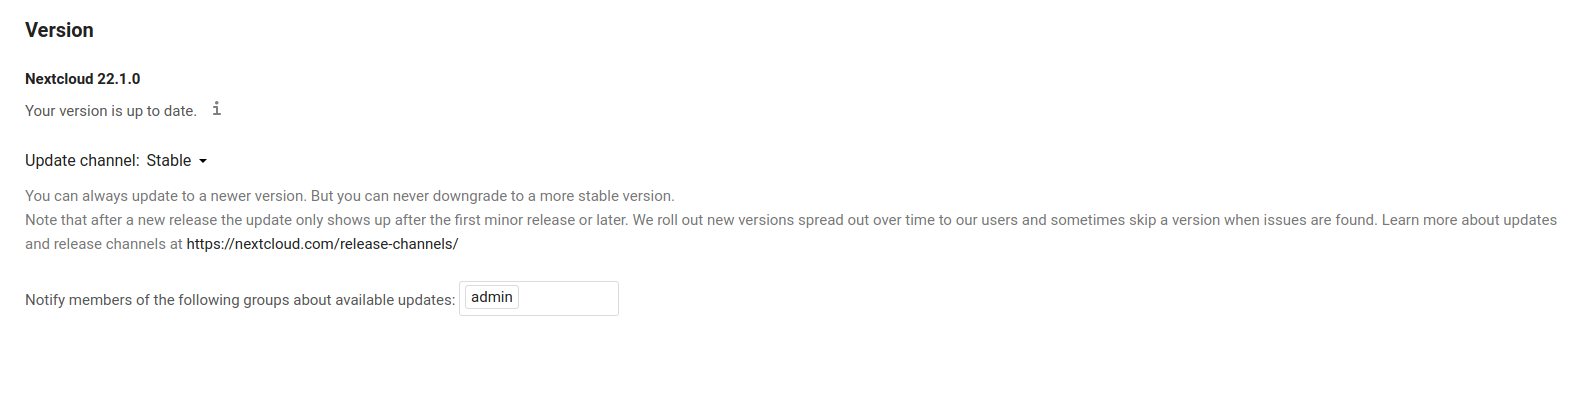 Version
Nextcloud 22.1.0
Your version is up to date. i
Update channel: Stable
You can always update to a newer version. But you can never downgrade to a more stable version.
Note that after a new release the update only shows up after the first minor release or later. We roll out new versions spread out over time to our users and sometimes skip a version when issues are found. Learn more about updates
and release channels at https://nextcloud.com/release-channels/
Notify members of the following groups about available updates: admin